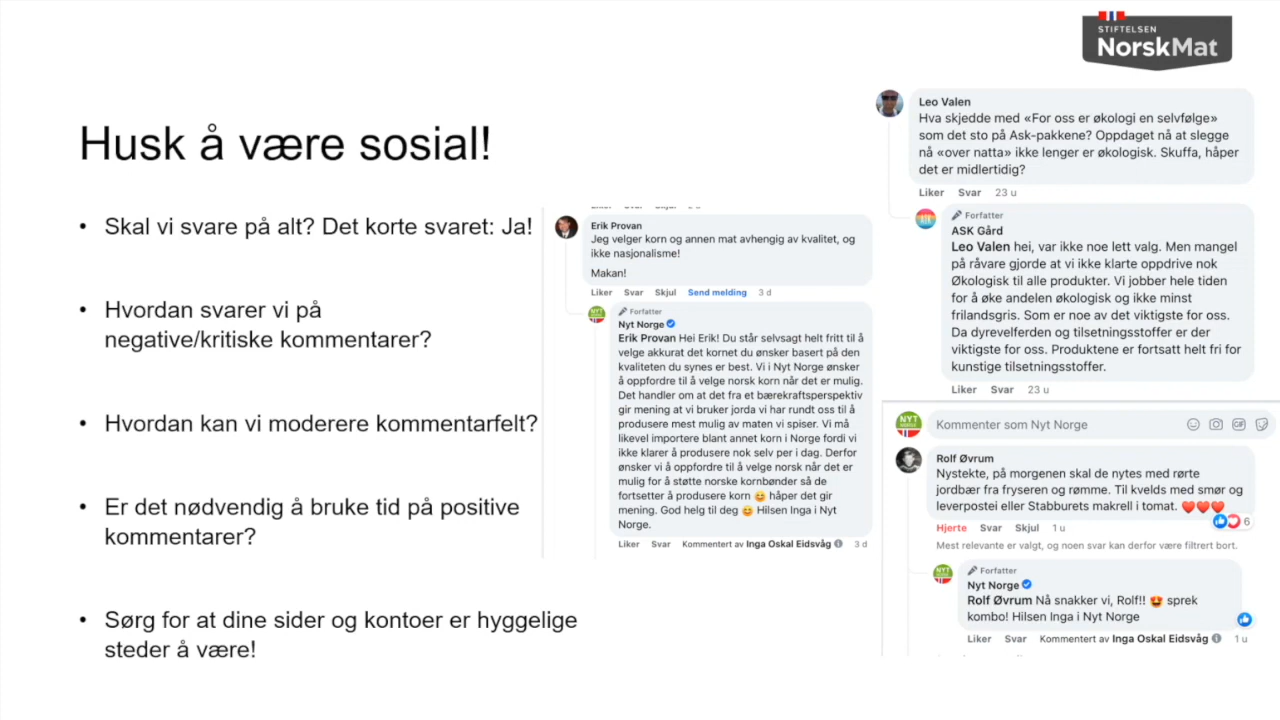 STIFTELSEN
NorskMat
Husk å være sosial!
• Skal vi svare på alt? Det korte svaret: Ja!
• Hvordan svarer vi på
negative/kritiske kommentarer?
• Hvordan kan vi moderere kommentarfelt?
• Er det nødvendig å bruke tid på positive
kommentarer?
• Sørg for at dine sider og kontoer er hyggelige
steder å være!
Erik Provan
Jeg velger korn og annen mat avhengig av kvalitet, og
ikke nasjonalisme!
Makan!
Liker Svar Skjul Send melding 3 d
Forfatter
Nyt Norge
Erik Provan Hei Erik! Du står selvsagt helt fritt til å
velge akkurat det kornet du ønsker basert på den
kvaliteten du synes er best. Vi i Nyt Norge ønsker
å oppfordre til å velge norsk korn når det er mulig.
Det handler om at det fra et bærekraftsperspektiv
gir mening at vi bruker jorda vi har rundt oss til å
produsere mest mulig av maten vi spiser. Vi må
likevel importere blant annet korn i Norge fordi vi
ikke klarer å produsere nok selv per i dag. Derfor
ønsker vi å oppfordre til å velge norsk når det er
mulig for å støtte norske kornbønder så de
fortsetter å produsere korn 😊 håper det gir
mening. God helg til deg 😊 Hilsen Inga i Nyt
Norge.
Liker Svar Kommentert av Inga Oskal Eidsvåg 3 d
Leo Valen
Hva skjedde med «For oss er økologi en selvfølge»
som det sto på Ask-pakkene? Oppdaget nå at slegge
nå «over natta» ikke lenger er økologisk. Skuffa, håper
det er midlertidig?
Liker Svar 23 u
Forfatter
ASK Gård
Leo Valen hei, var ikke noe lett valg. Men mangel
på råvare gjorde at vi ikke klarte oppdrive nok
Økologisk til alle produkter. Vi jobber hele tiden
for å øke andelen økologisk og ikke minst
frilandsgris. Som er noe av det viktigste for oss.
Da dyrevelferden og tilsetningsstoffer er der
viktigste for oss. Produktene er fortsatt helt fri for
kunstige tilsetningsstoffer.
Liker Svar 23 u
NYT
Kommenter som Nyt Norge
GIF
Rolf Øvrum
Nystekte, på morgenen skal de nytes med rørte
jordbær fra fryseren og rømme. Til kvelds med smør og
leverpostei eller Stabburets makrell i tomat. ❤️❤️❤️
6
Hjerte Svar Skjul 1 u
Mest relevante er valgt, og noen svar kan derfor være filtrert bort.
Forfatter
Nyt Norge
Rolf Øvrum Nå snakker vi, Rolf!! 😍 sprek
kombo! Hilsen Inga i Nyt Norge
Liker Svar Kommentert av Inga Oskal Eidsvåg 1 u